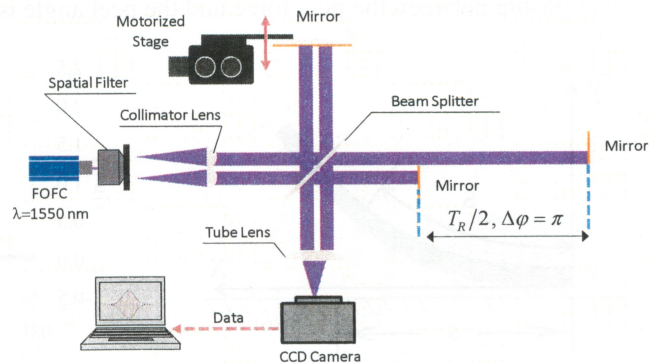 Motorized
Stage
Mirror
Spatial Filter
Collimator Lens
Beam Splitter
Mirror
Mirror
FOFC
λ=1550 nm
T_R/2, Δφ = π
Tube Lens
Data
CCD Camera